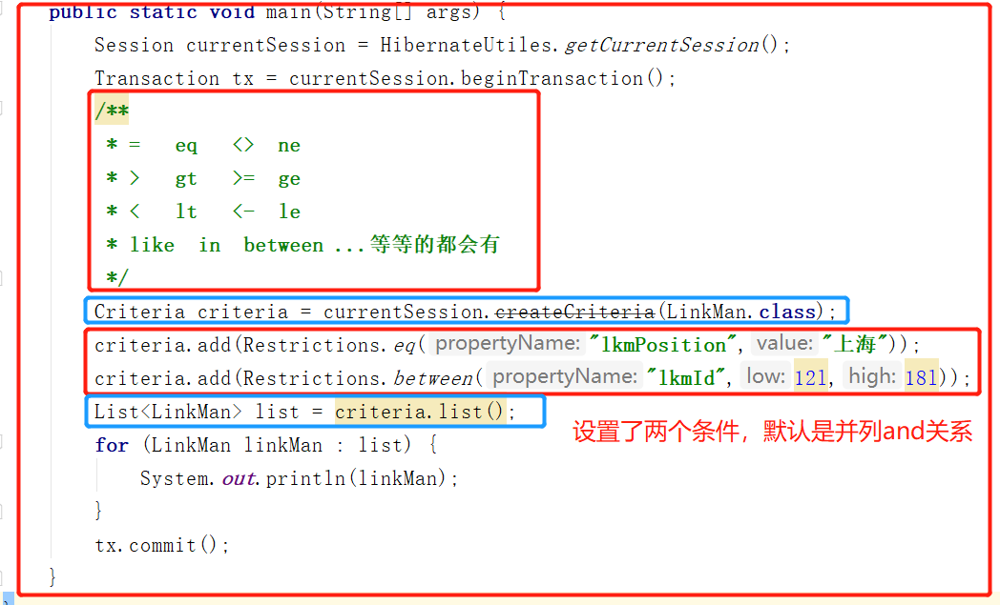 public static void main(String[] args) {
Session currentSession = HibernateUtiles.getCurrentSession();
Transaction tx = currentSession.beginTransaction();
/**
* =   eq   <>  ne
* >   gt   >=  ge
* <   lt   <-  le
* like  in  between ...等等的都会有
*/
Criteria criteria = currentSession.createCriteria(LinkMan.class);
criteria.add(Restrictions.eq( propertyName: "lkmPosition", value: "上海"));
criteria.add(Restrictions.between( propertyName: "lkmId", low: 121, high: 181));
List<LinkMan> list = criteria.list();
设置了两个条件，默认是并列and关系
for (LinkMan linkMan : list) {
System.out.println(linkMan);
}
tx.commit();
}
}